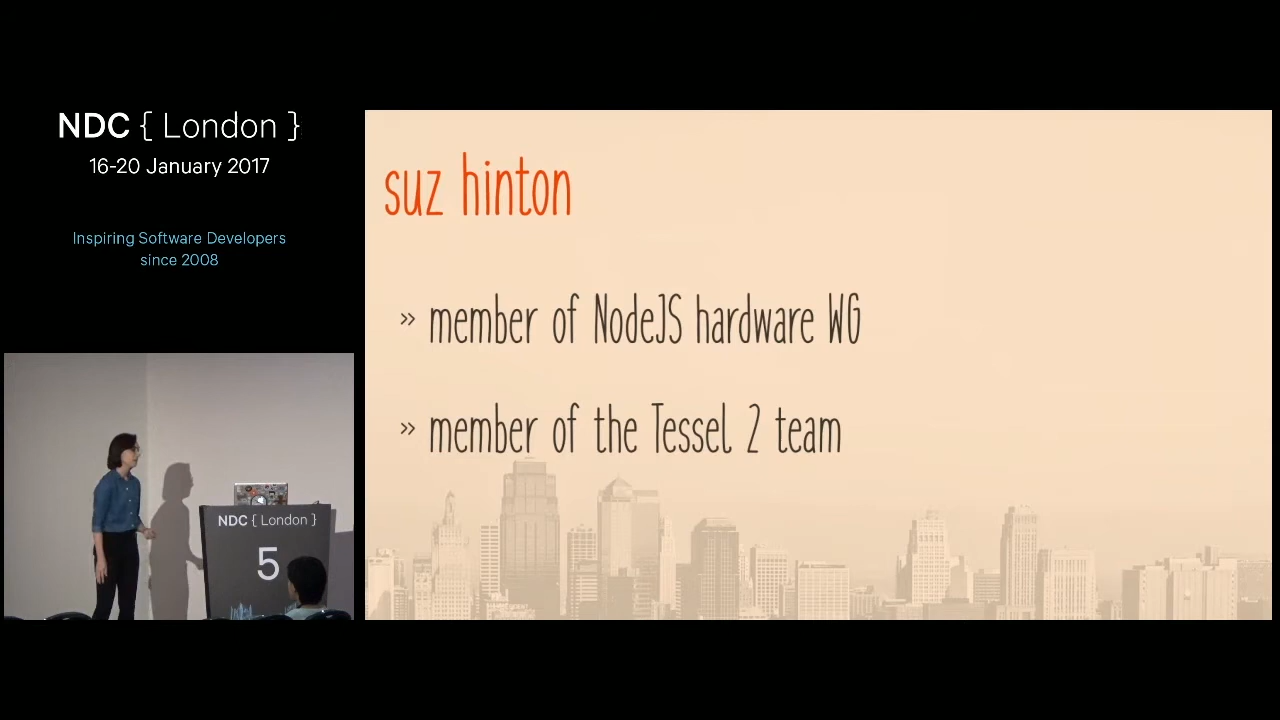 NDC { London }
16-20 January 2017
Inspiring Software Developers
since 2008
suz hinton
» member of NodeJS hardware WG
» member of the Tessel 2 team
NDC { London }
5